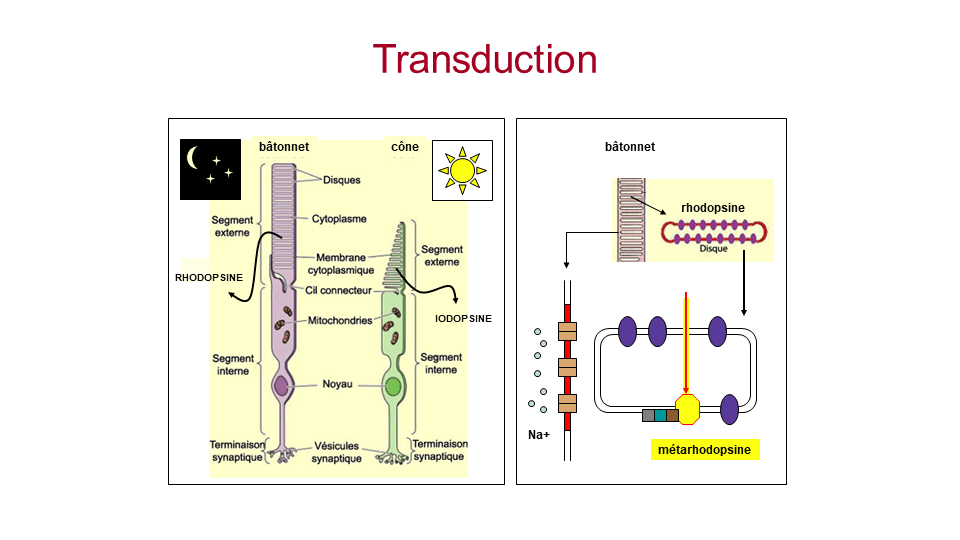 Transduction
bâtonnet
cône
Disques
Cytoplasme
Segment
externe
Membrane
cytoplasmique
Segment
externe
RHODOPSINE
Cil connecteur
IODOPSINE
Mitochondries
Segment
interne
Segment
interne
Noyau
Terminaison
synaptique
Vésicules
synaptique
Terminaison
synaptique
bâtonnet
rhodopsine
Disque
Na+
métarhodopsine